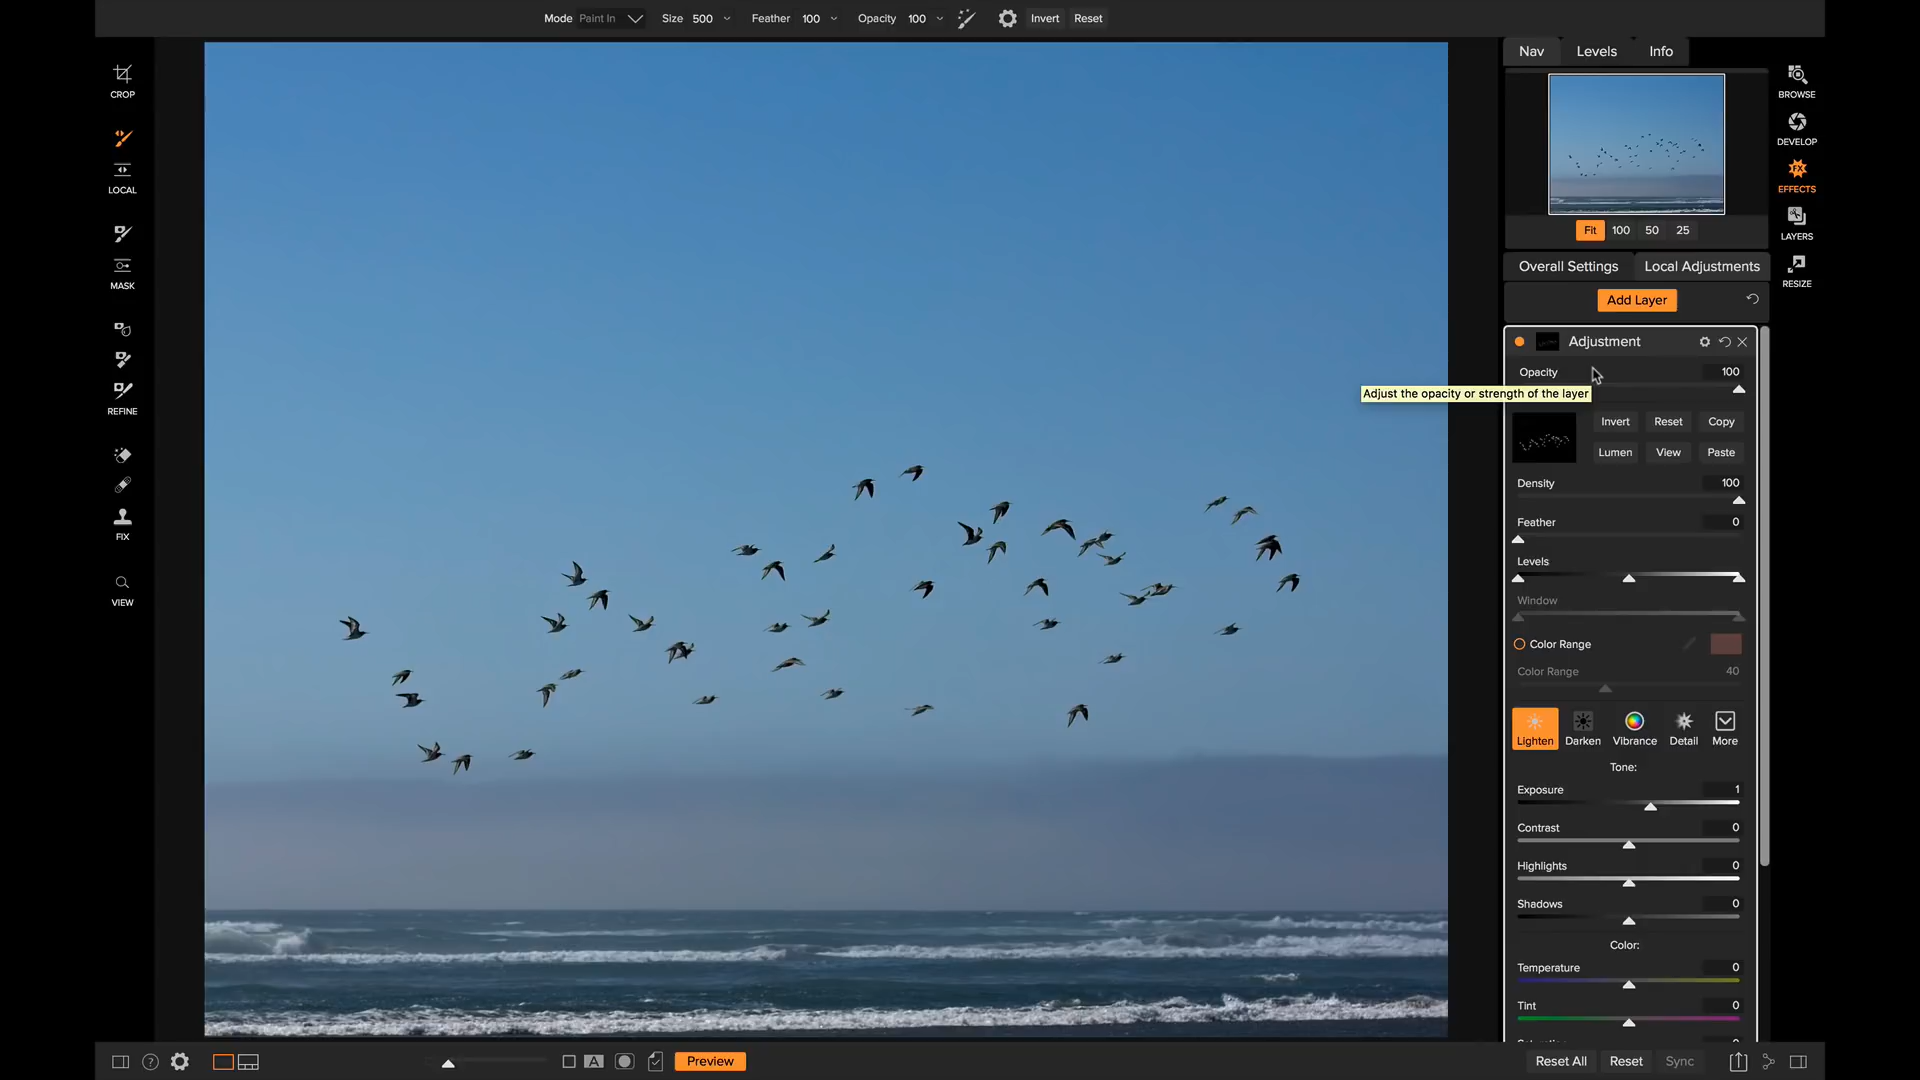 Mode Paint In Size 500 Feather 100 Opacity 100 Invert Reset
CROP
LOCAL
MASK
REFINE
FIX
VIEW
Nav Levels Info
Fit 100 50 25
BROWSE
DEVELOP
FX
EFFECTS
LAYERS
RESIZE
Overall Settings Local Adjustments
Add Layer
Adjustment
Opacity 100
Adjust the opacity or strength of the layer
Invert Reset Copy
Lumen View Paste
Density 100
Feather 0
Levels
Window
Color Range
Color Range 40
Lighten Darken Vibrance Detail More
Tone:
Exposure 1
Contrast 0
Highlights 0
Shadows 0
Color:
Temperature 0
Tint 0
? A Preview
Reset All Reset Sync